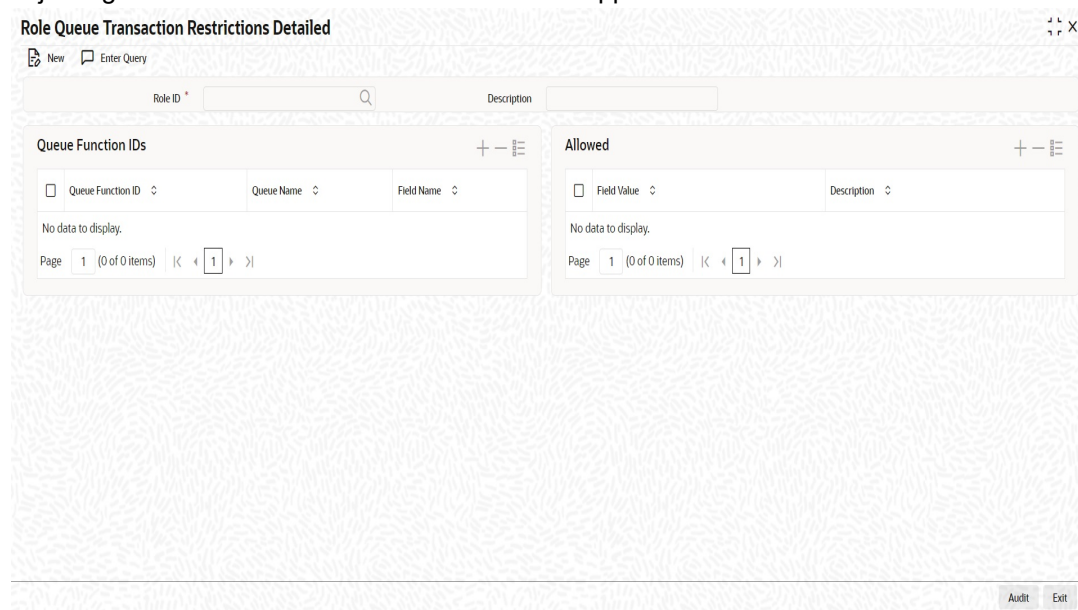 Role Queue Transaction Restrictions Detailed
New Enter Query
Role ID * Description
Queue Function IDs
Queue Function ID Queue Name Field Name
No data to display.
Page 1 (0 of 0 items) 1
Allowed
Field Value Description
No data to display.
Page 1 (0 of 0 items) 1
Audit Exit